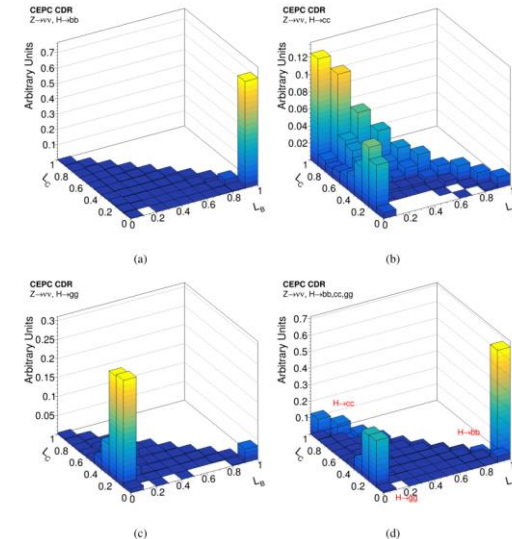 CEPC CDR
Z→νν, H→bb
Arbitrary Units
0.7
0.6
0.5
0.4
0.3
0.2
0.1
1
0.8
0.6
0.4
0.2
0
L_C
0
0.2
0.4
0.6
0.8
1
L_B
(a)
CEPC CDR
Z→νν, H→cc
Arbitrary Units
0.12
0.1
0.08
0.06
0.04
0.02
1
0.8
0.6
0.4
0.2
0
L_C
0
0.2
0.4
0.6
0.8
1
L_B
(b)
CEPC CDR
Z→νν, H→gg
Arbitrary Units
0.3
0.25
0.2
0.15
0.1
0.05
1
0.8
0.6
0.4
0.2
0
L_C
0
0.2
0.4
0.6
0.8
1
L_B
(c)
CEPC CDR
Z→νν, H→bb,cc,gg
Arbitrary Units
0.7
0.6
0.5
0.4
0.3
0.2
0.1
H→cc
H→bb
H→gg
1
0.8
0.6
0.4
0.2
0
L_C
0
0.2
0.4
0.6
0.8
1
L_B
(d)